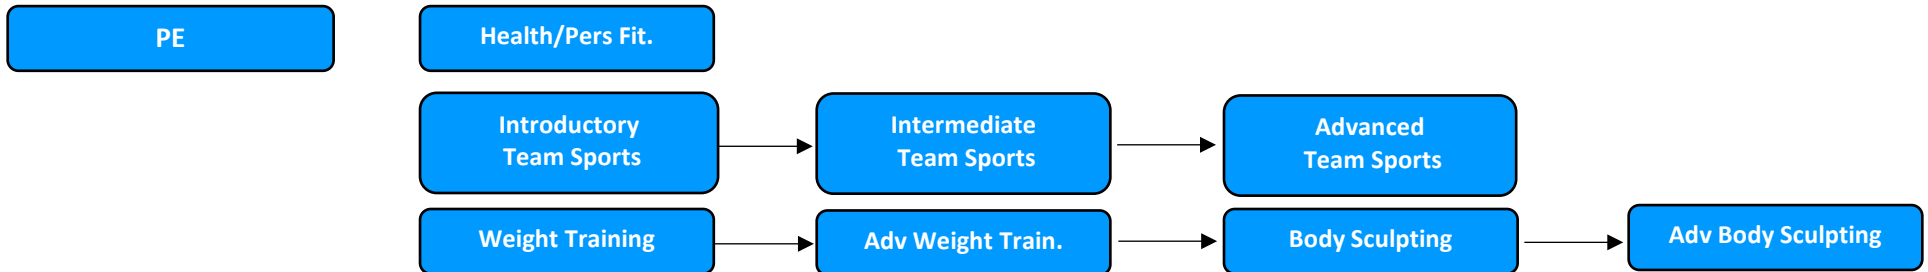 PE
Health/Pers Fit.
Introductory
Team Sports
Intermediate
Team Sports
Advanced
Team Sports
Weight Training
Adv Weight Train.
Body Sculpting
Adv Body Sculpting